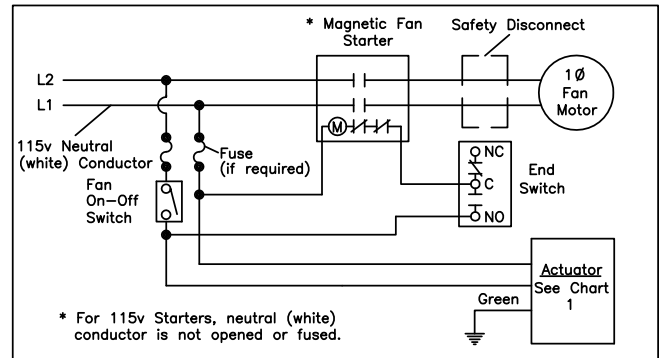 * Magnetic Fan
Starter
Safety Disconnect
L2
L1
1Ø
Fan
Motor
115v Neutral
(white) Conductor
Fuse
(if required)
M
NC
C
NO
End
Switch
Fan
On-Off
Switch
Actuator
See Chart
1
Green
* For 115v Starters, neutral (white)
conductor is not opened or fused.